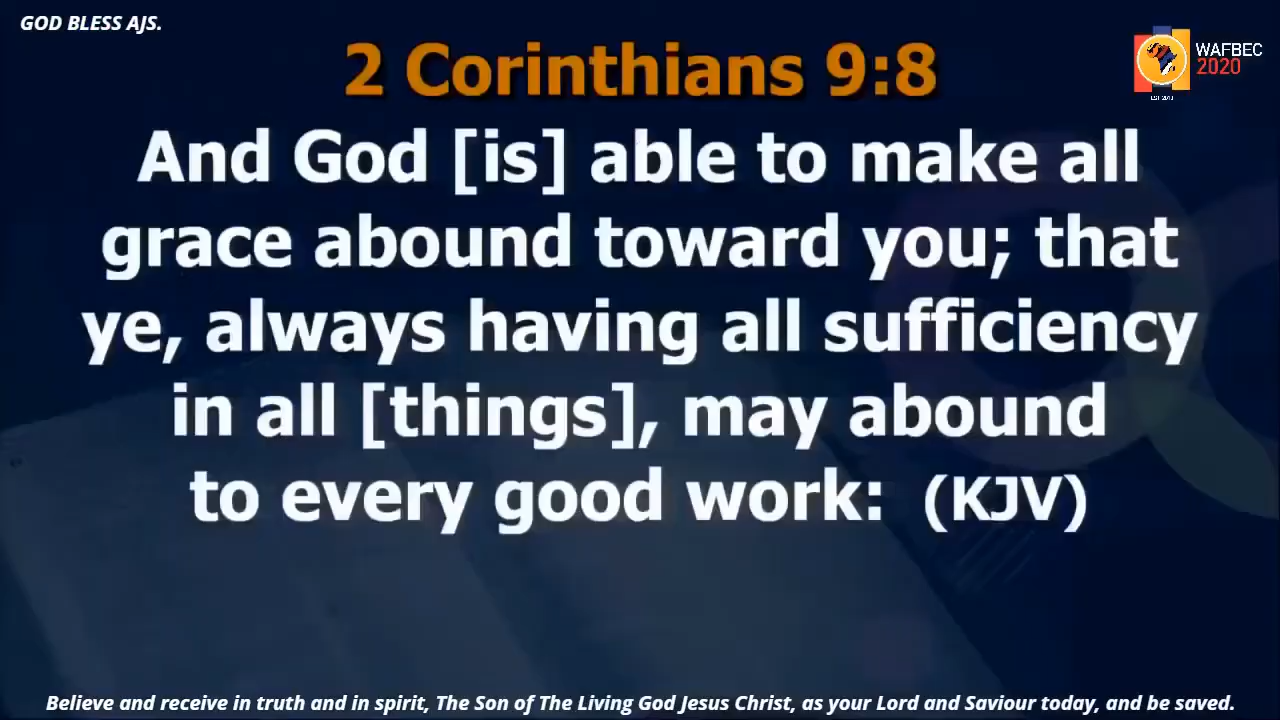 GOD BLESS AJS.
2 Corinthians 9:8
WAFBEC
2020
And God [is] able to make all
grace abound toward you; that
ye, always having all sufficiency
in all [things], may abound
to every good work: (KJV)
Believe and receive in truth and in spirit, The Son of The Living God Jesus Christ, as your Lord and Saviour today, and be saved.